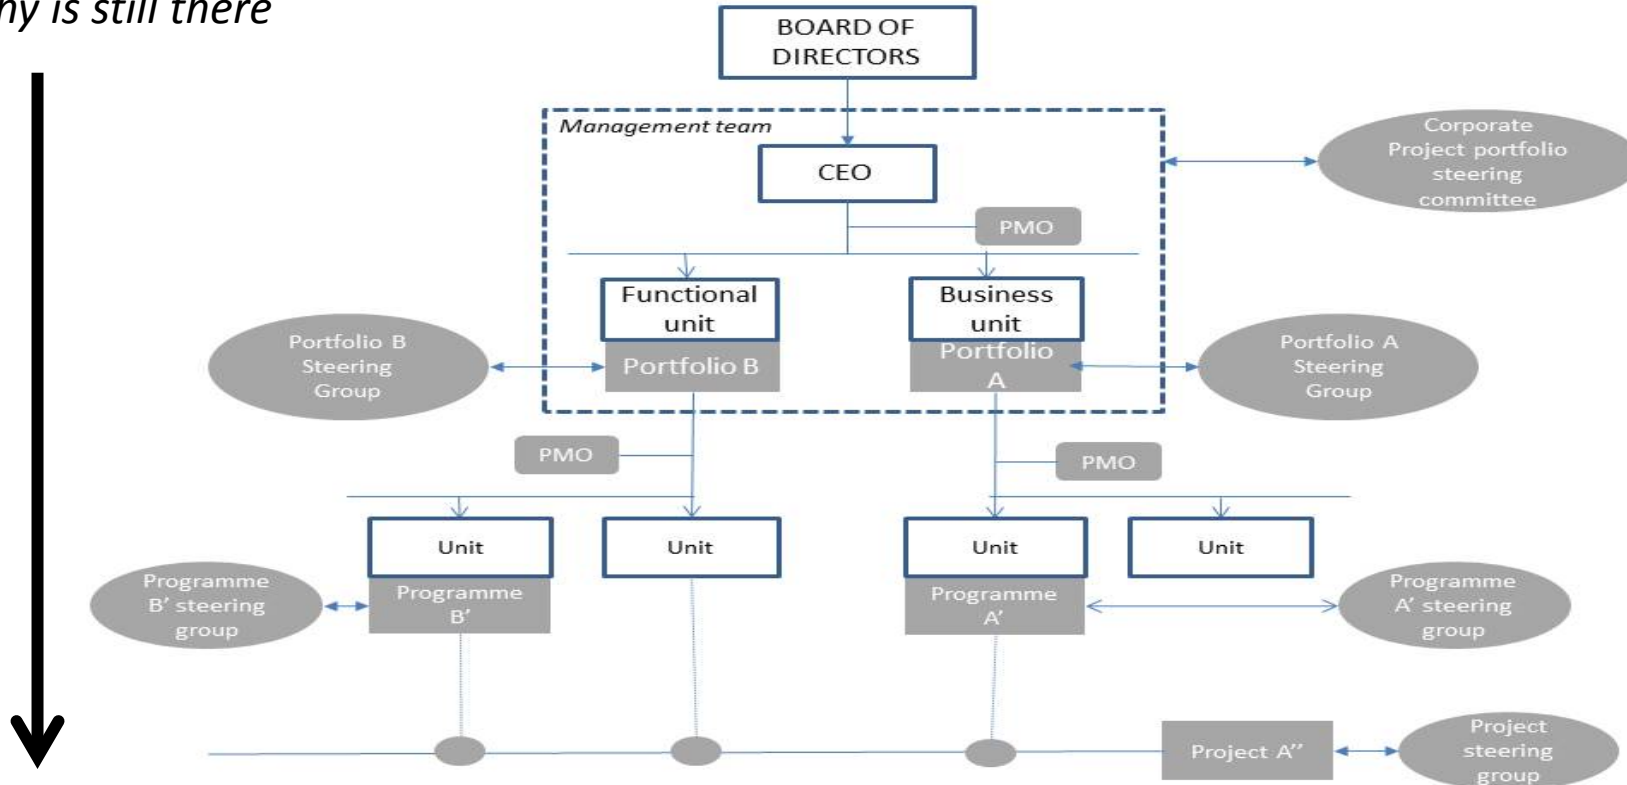 ny is still there
BOARD OF
DIRECTORS
Management team
CEO
Corporate
Project portfolio
steering
committee
PMO
Functional
unit
Business
unit
Portfolio B
Steering
Group
Portfolio B
Portfolio
A
Portfolio A
Steering
Group
PMO
PMO
Unit
Unit
Unit
Unit
Programme
B' steering
group
Programme
B'
Programme
A'
Programme
A' steering
group
Project A''
Project
steering
group